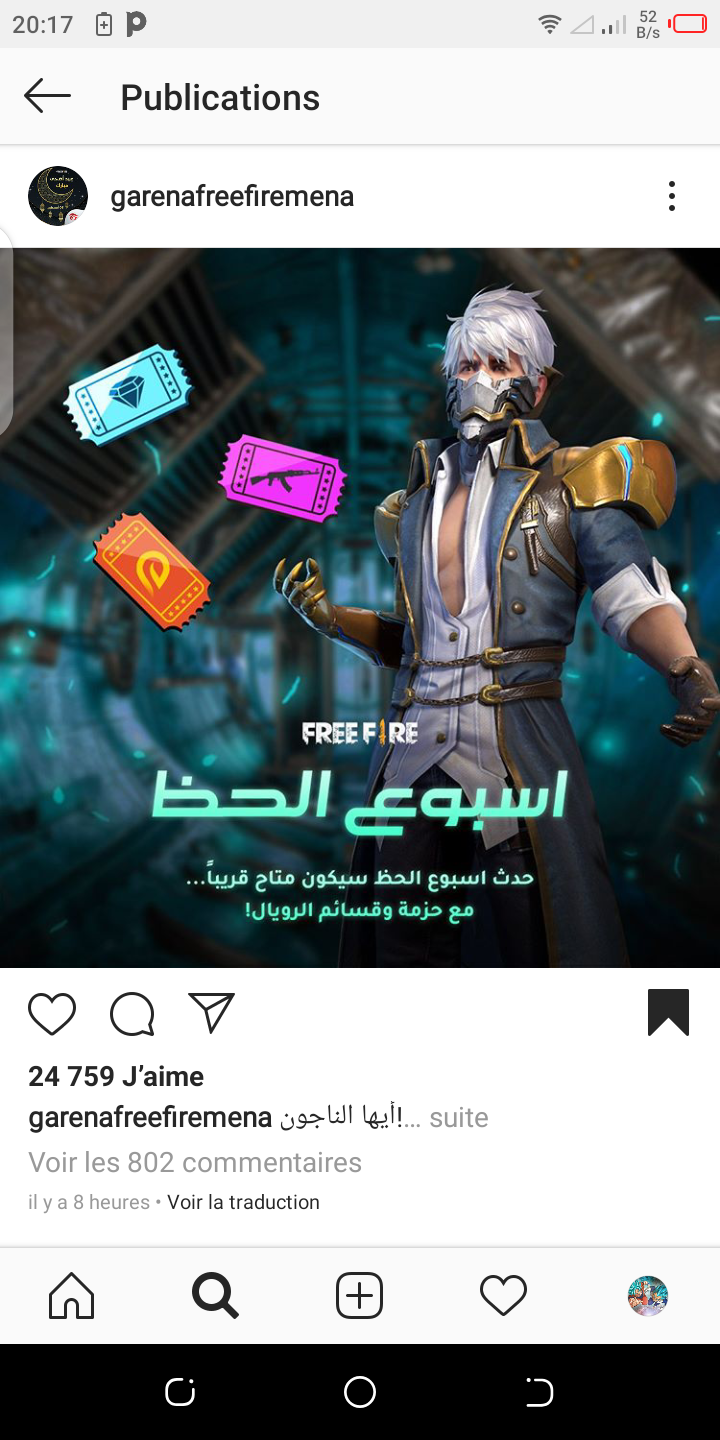 20:17
52
B/s
Publications
garenafreefiremena
FREE FIRE
اسبوع الحظ
حدث اسبوع الحظ سيكون متاح قريباً...
مع حزمة وقسائم الرويال!
24 759 J’aime
garenafreefiremena أيها الناجون!... suite
Voir les 802 commentaires
il y a 8 heures • Voir la traduction